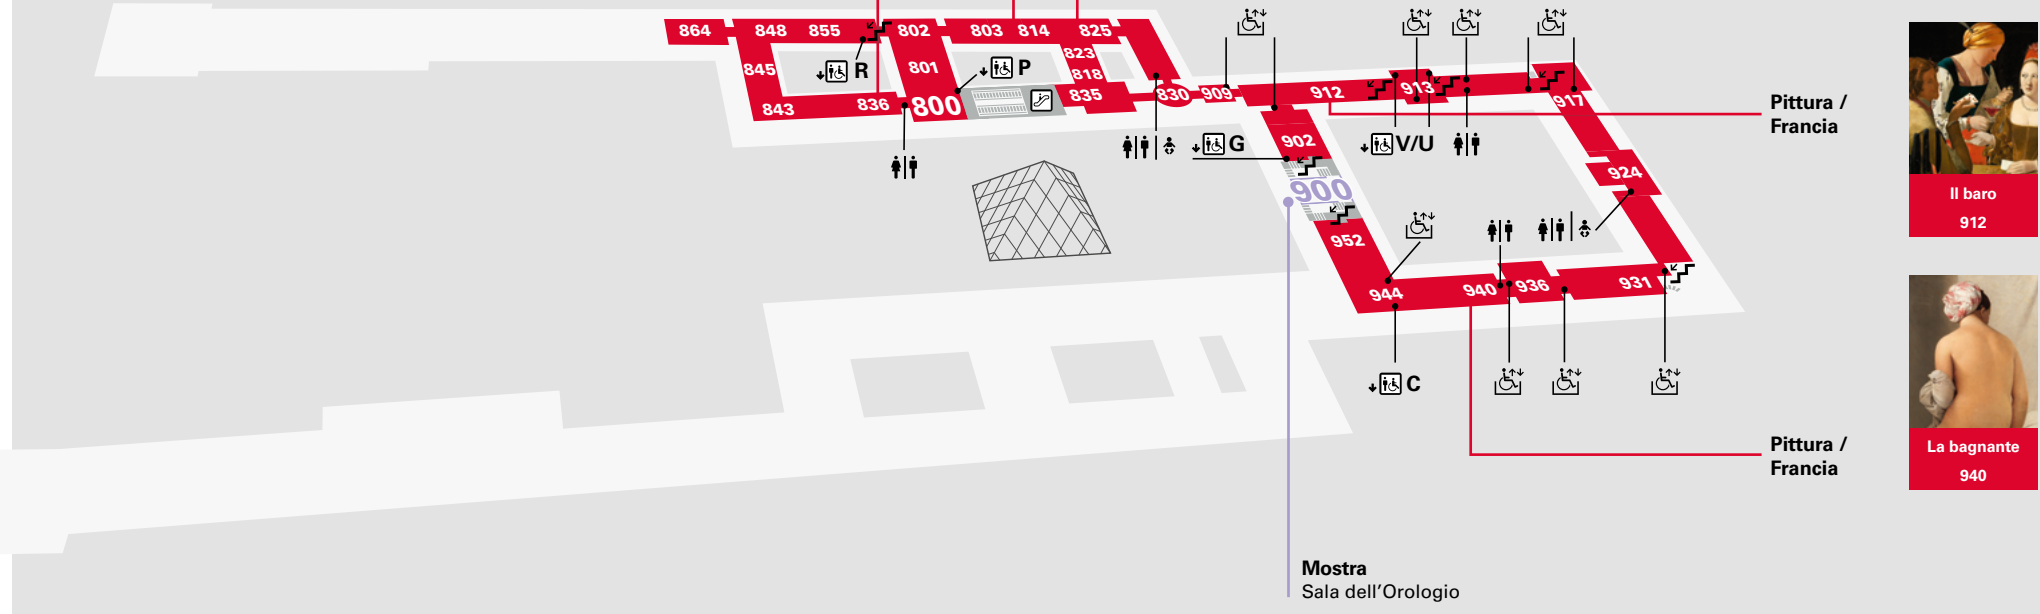 864
848
855
802
803
814
825
845
801
823
818
R
P
843
836
800
835
830
909
912
913
917
902
G
V/U
924
900
952
944
940
936
931
C
Pittura /
Francia
Il baro
912
Pittura /
Francia
La bagnante
940
Mostra
Sala dell'Orologio